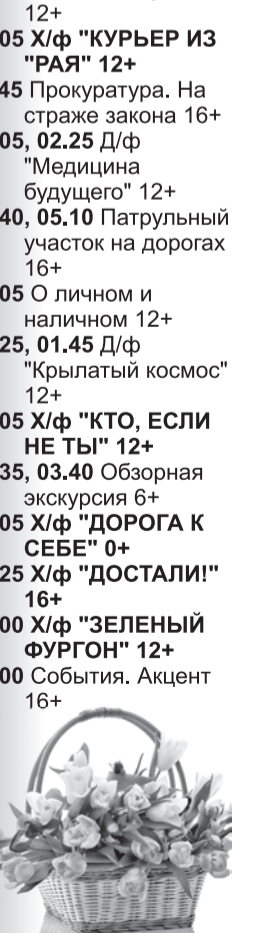 12+
05 Х/ф "КУРЬЕР ИЗ
"РАЯ" 12+
45 Прокуратура. На
страже закона 16+
05, 02.25 Д/ф
"Медицина
будущего" 12+
40, 05.10 Патрульный
участок на дорогах
16+
05 О личном и
наличном 12+
25, 01.45 Д/ф
"Крылатый космос"
12+
05 Х/ф "КТО, ЕСЛИ
НЕ ТЫ" 12+
35, 03.40 Обзорная
экскурсия 6+
05 Х/ф "ДОРОГА К
СЕБЕ" 0+
25 Х/ф "ДОСТАЛИ!"
16+
00 Х/ф "ЗЕЛЕНЫЙ
ФУРГОН" 12+
00 События. Акцент
16+